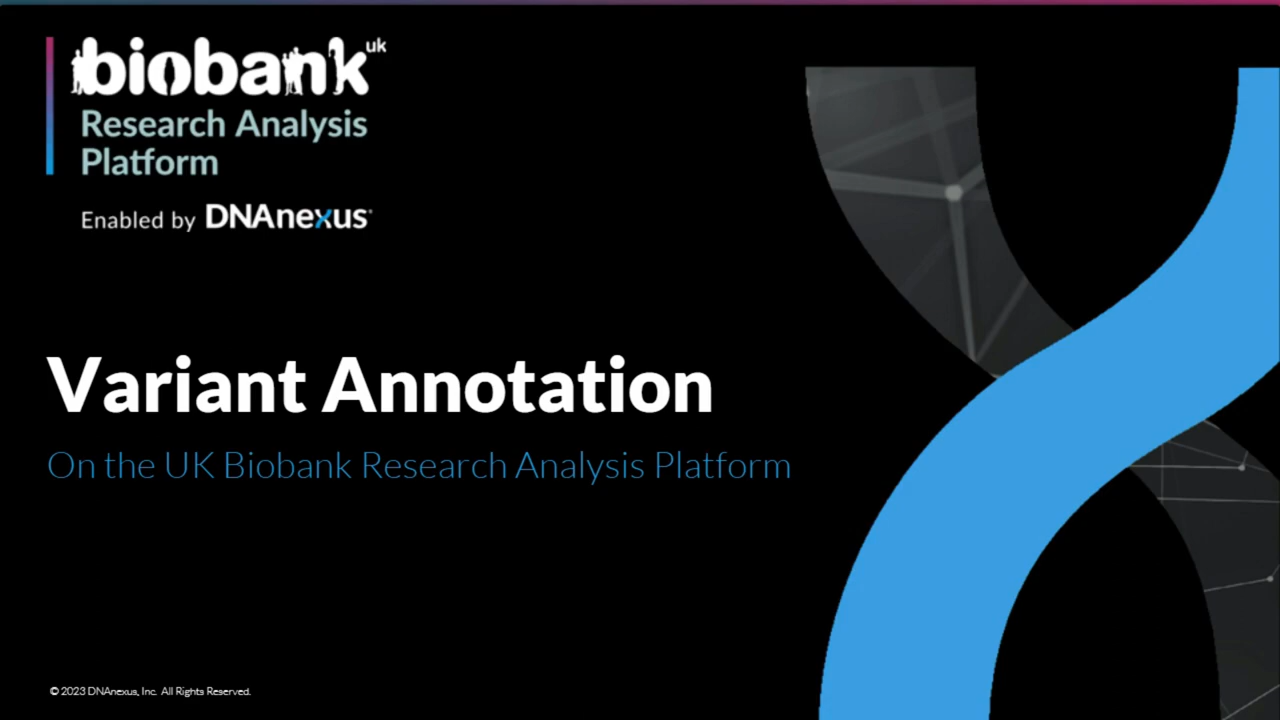 biobank uk
Research Analysis
Platform
Enabled by DNAnexus®
Variant Annotation
On the UK Biobank Research Analysis Platform
© 2023 DNAnexus, Inc. All Rights Reserved.